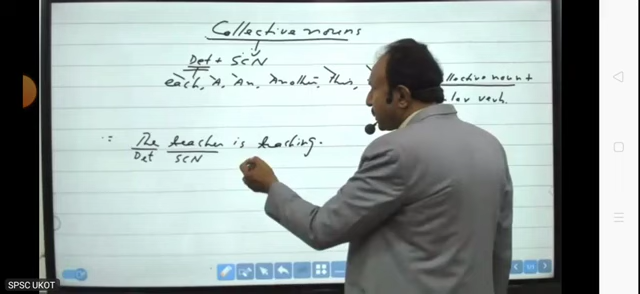 Collective nouns
Det + SCN
each, A, An, Another, This,
ollective noun +
lar verb.
:: The teacher is teaching.
Det SCN
SPSC UKOT